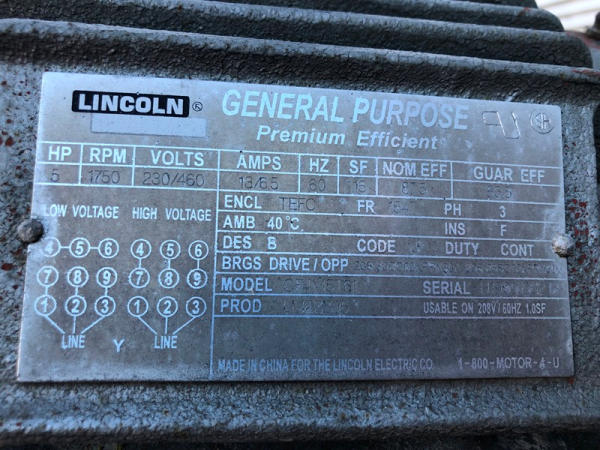 LINCOLN ® GENERAL PURPOSE
Premium Efficient
HP RPM VOLTS AMPS HZ SF NOM EFF GUAR EFF
5 1750 230/460 13/6.5 60
ENCL TEFC FR PH 3
AMB 40°C INS F
DES B CODE DUTY CONT
BRGS DRIVE/OPP
MODEL SERIAL
PROD USABLE ON 208V/60HZ 1.0SF
LOW VOLTAGE HIGH VOLTAGE
4 5 6 4 5 6
7 8 9 7 8 9
1 2 3 1 2 3
LINE Y LINE
MADE IN CHINA FOR THE LINCOLN ELECTRIC CO. 1-800-MOTOR-4-U